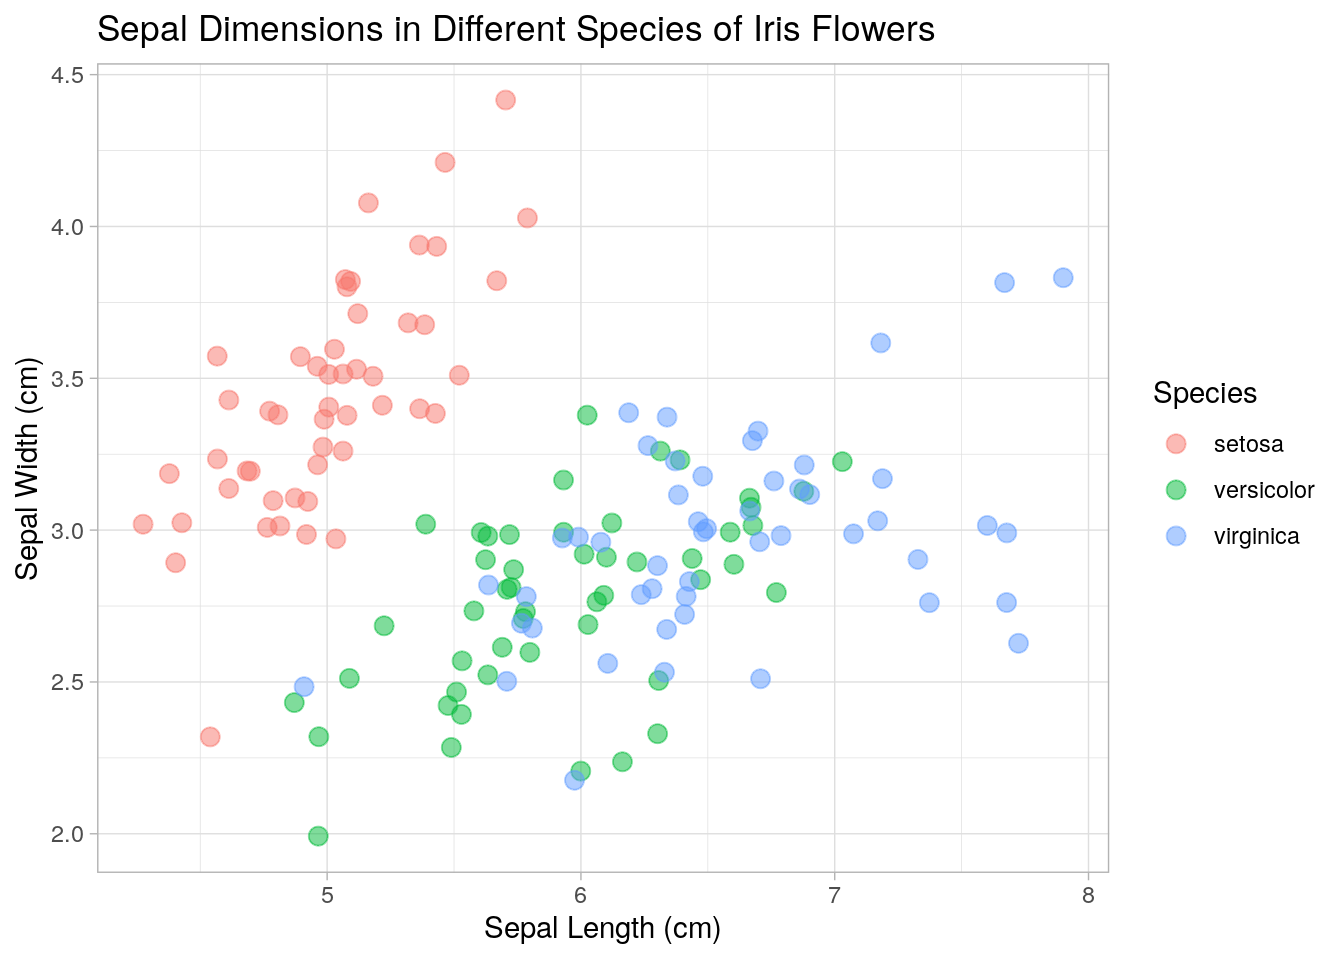 Sepal Dimensions in Different Species of Iris Flowers
4.5
4.0
3.5
3.0
2.5
2.0
Sepal Width (cm)
5 6 7 8
Sepal Length (cm)
Species
setosa
versicolor
virginica